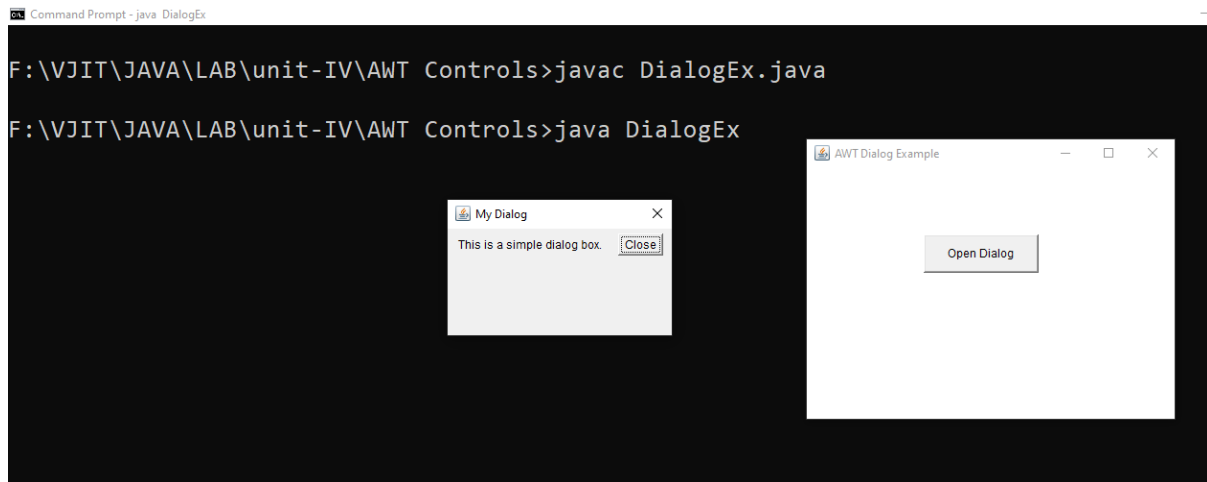 Command Prompt - java DialogEx
F:\VJIT\JAVA\LAB\unit-IV\AWT Controls>javac DialogEx.java
F:\VJIT\JAVA\LAB\unit-IV\AWT Controls>java DialogEx
AWT Dialog Example
My Dialog
This is a simple dialog box. Close
Open Dialog